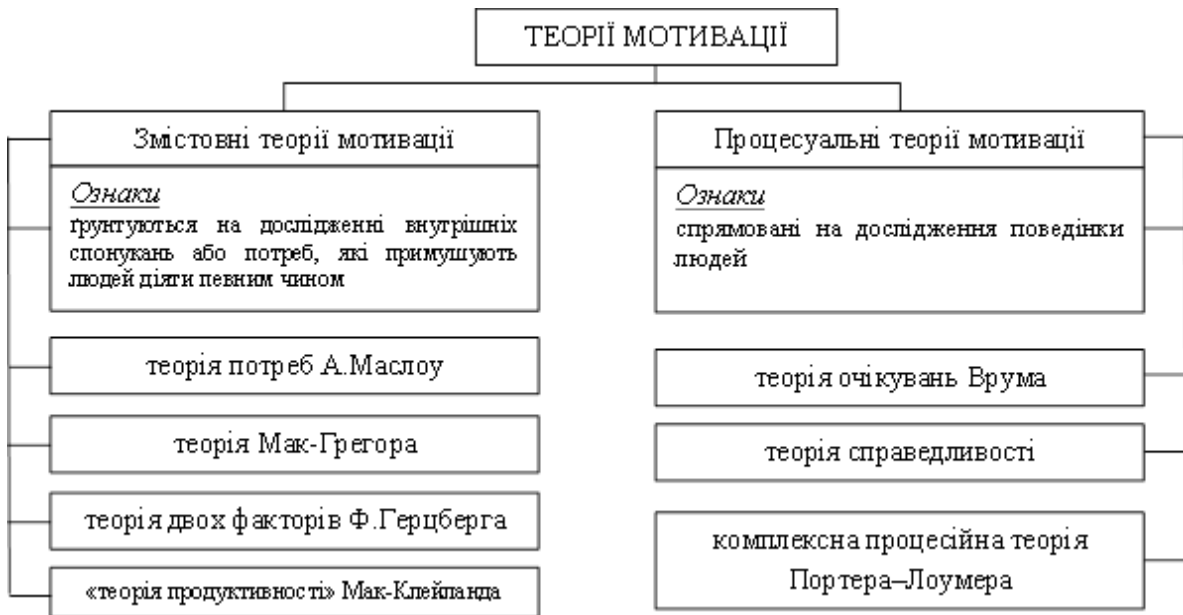 ТЕОРІЇ МОТИВАЦІЇ
Змістовні теорії мотивації
Ознаки
ґрунтуються на дослідженні внутрішніх
спонукань або потреб, які примушують
людей діяти певним чином
теорія потреб А.Маслоу
теорія Мак-Грегора
теорія двох факторів Ф.Герцберга
«теорія продуктивності» Мак-Клейланда
Процесуальні теорії мотивації
Ознаки
спрямовані на дослідження поведінки
людей
теорія очікувань Врума
теорія справедливості
комплексна процесійна теорія
Портера–Лоумера